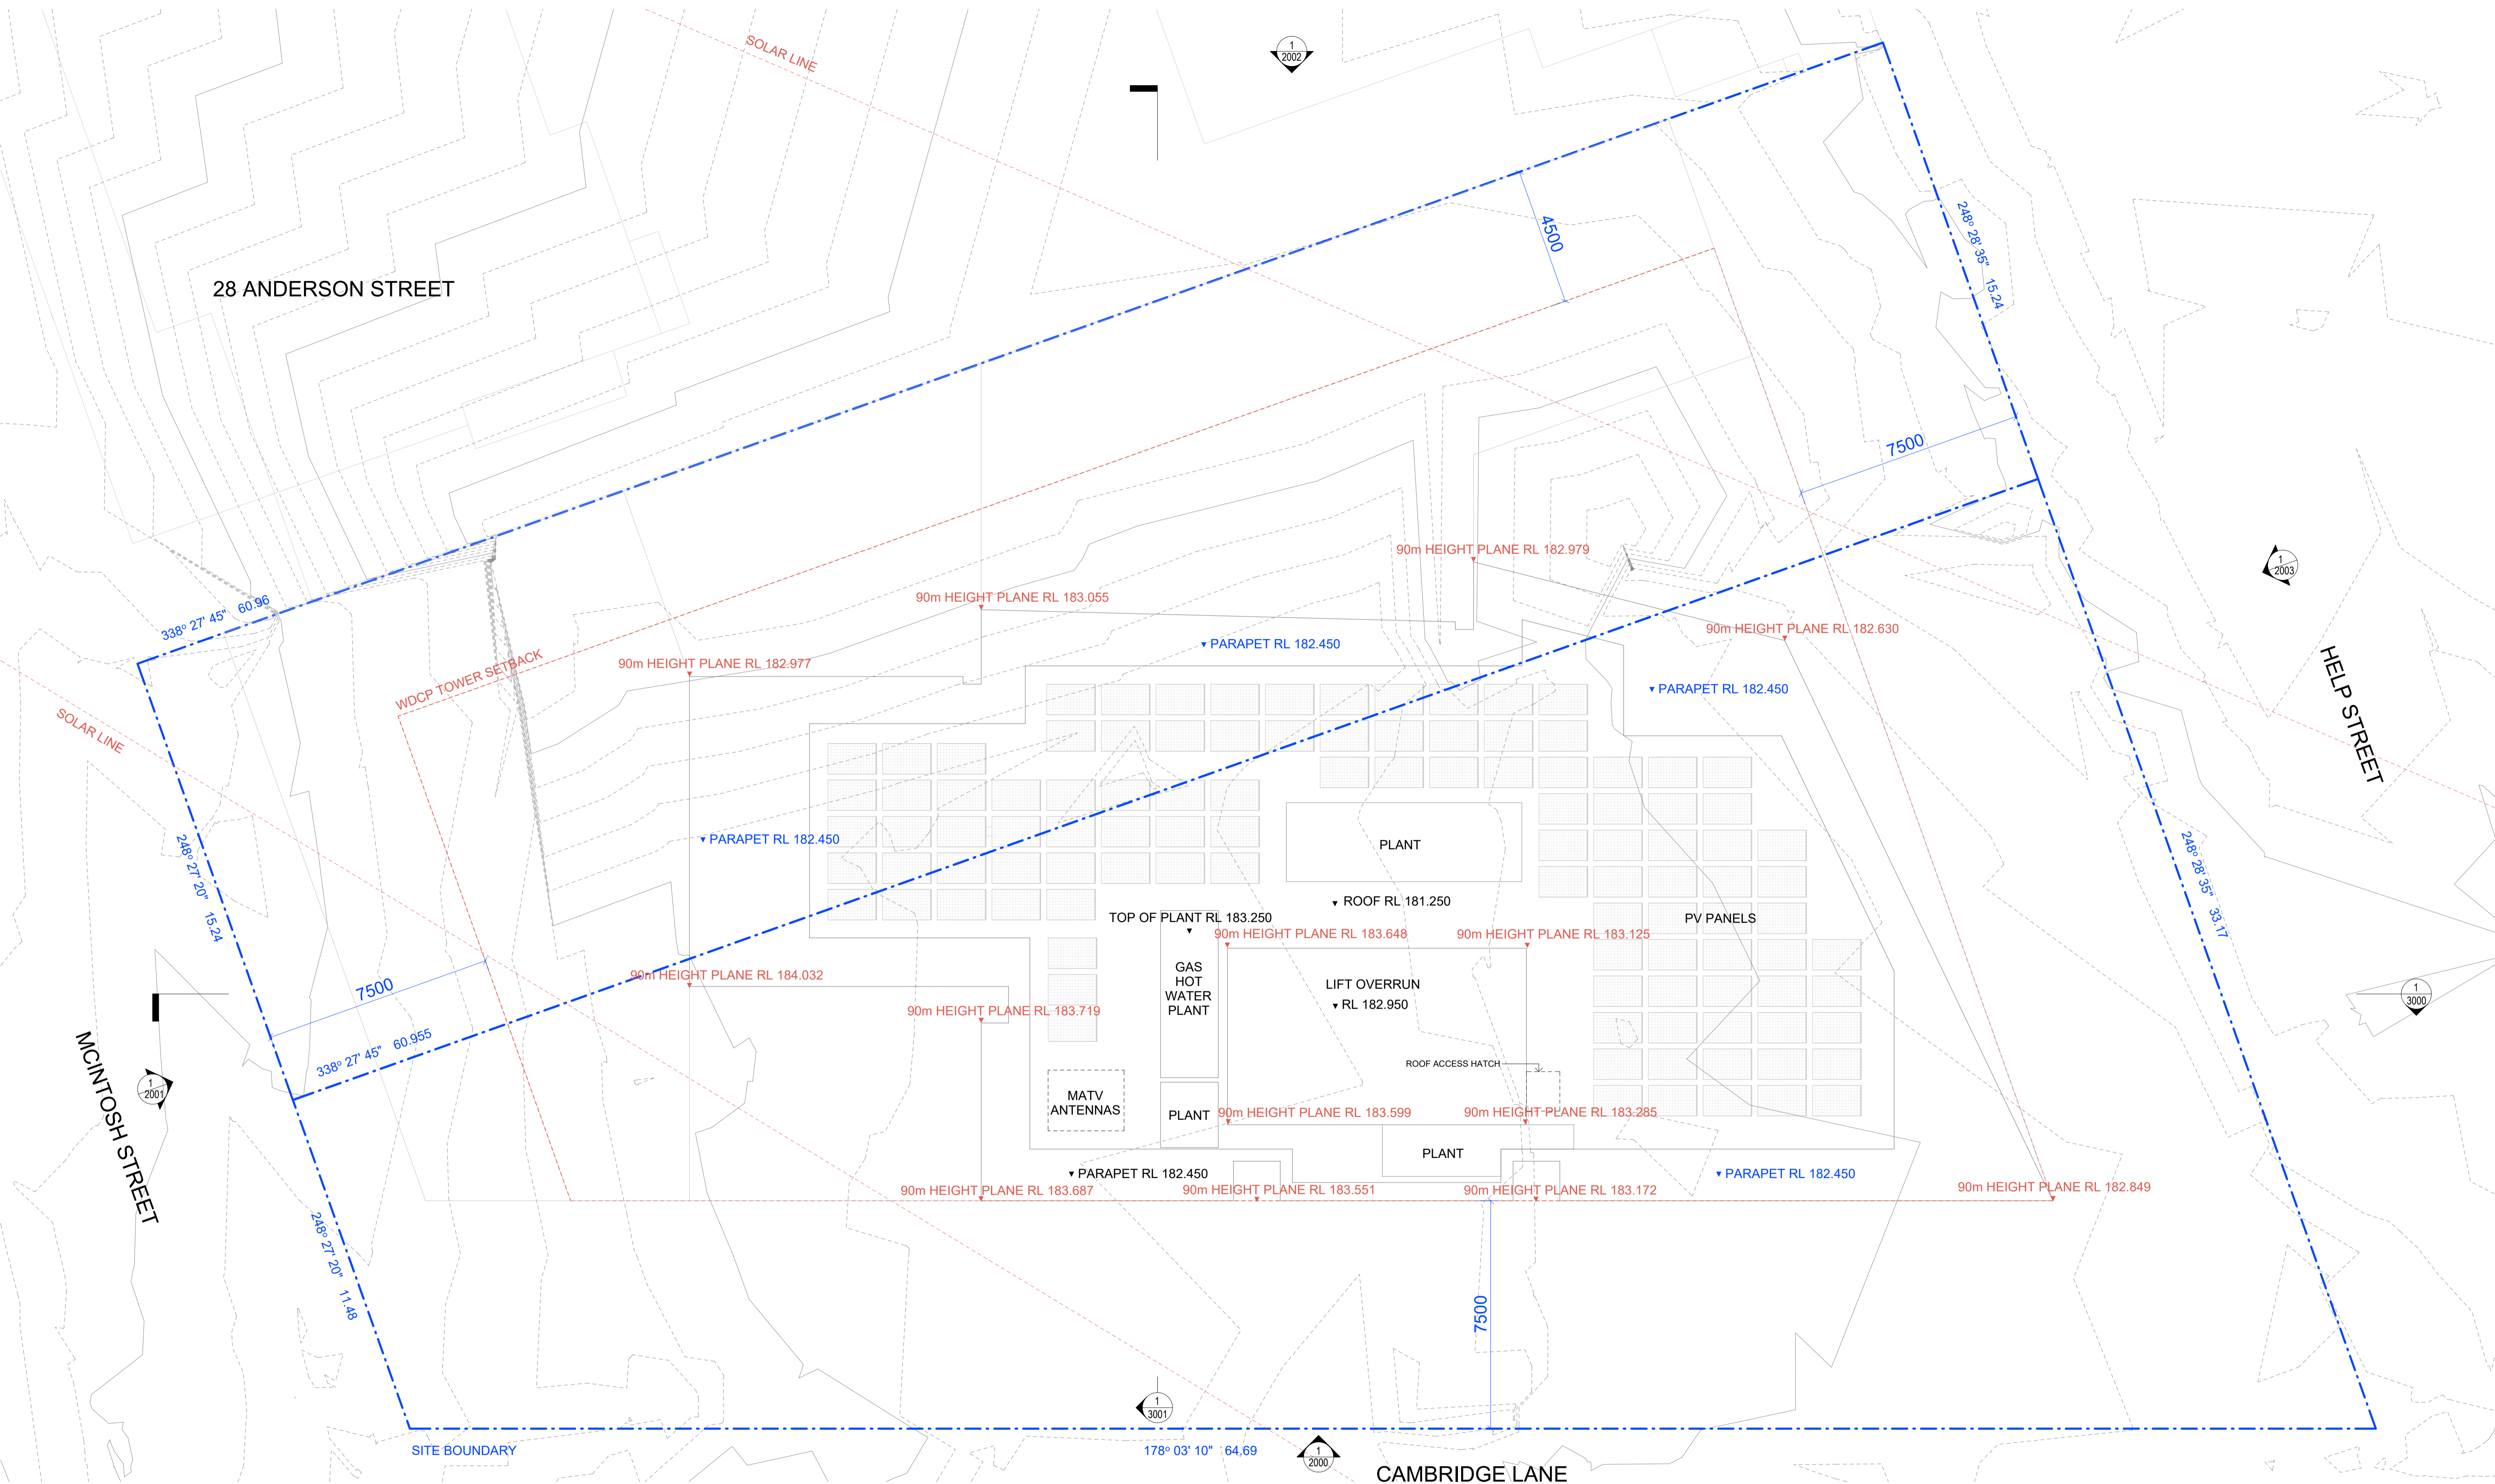 SOLAR LINE
1
2002
28 ANDERSON STREET
4500
248° 28' 35"   15.24
7500
90m HEIGHT PLANE RL 182.979
1
2003
338° 27' 45"   60.96
90m HEIGHT PLANE RL 183.055
90m HEIGHT PLANE RL 182.630
PARAPET RL 182.450
90m HEIGHT PLANE RL 182.977
WDCP TOWER SETBACK
PARAPET RL 182.450
HELP STREET
SOLAR LINE
PARAPET RL 182.450
PLANT
248° 27' 20"   15.24
248° 28' 35"   33.17
ROOF RL 181.250
TOP OF PLANT RL 183.250
PV PANELS
90m HEIGHT PLANE RL 183.648
90m HEIGHT PLANE RL 183.125
90m HEIGHT PLANE RL 184.032
GAS
HOT
WATER
PLANT
LIFT OVERRUN
RL 182.950
7500
1
3000
90m HEIGHT PLANE RL 183.719
338° 27' 45"   60.955
ROOF ACCESS HATCH
1
2001
MCINTOSH STREET
MATV
ANTENNAS
PLANT
90m HEIGHT PLANE RL 183.599
90m HEIGHT PLANE RL 183.285
PLANT
PARAPET RL 182.450
PARAPET RL 182.450
90m HEIGHT PLANE RL 183.687
90m HEIGHT PLANE RL 183.551
90m HEIGHT PLANE RL 183.172
90m HEIGHT PLANE RL 182.849
248° 27' 20"   11.48
7500
1
3001
SITE BOUNDARY
178° 03' 10"   64,69
1
2000
CAMBRIDGE LANE